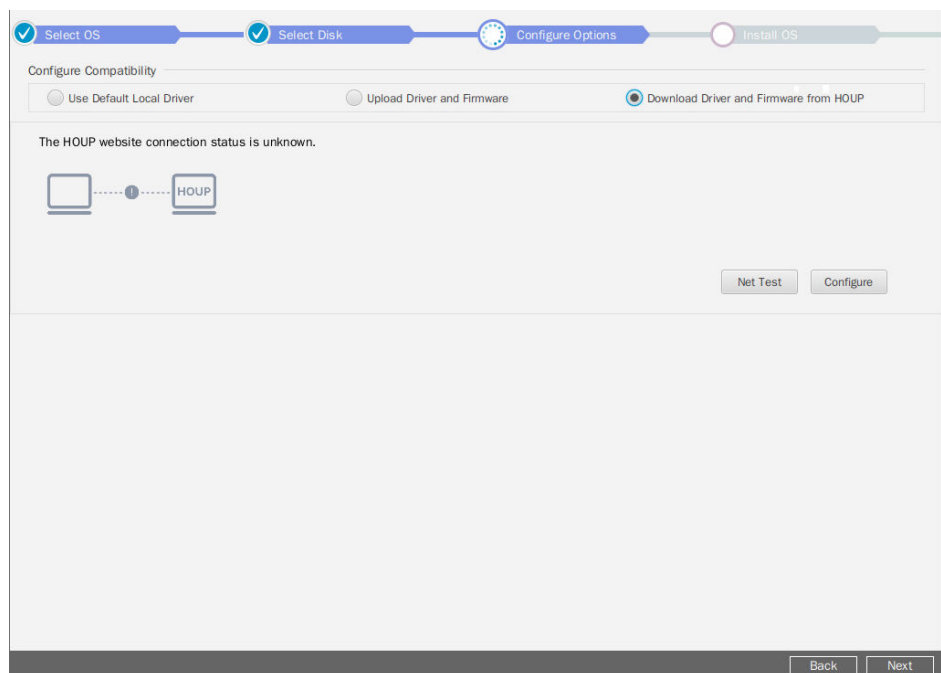 Select OS
Select Disk
Configure Options
Install OS
Configure Compatibility
Use Default Local Driver
Upload Driver and Firmware
Download Driver and Firmware from HOUP
The HOUP website connection status is unknown.
!
HOUP
Net Test
Configure
Back
Next